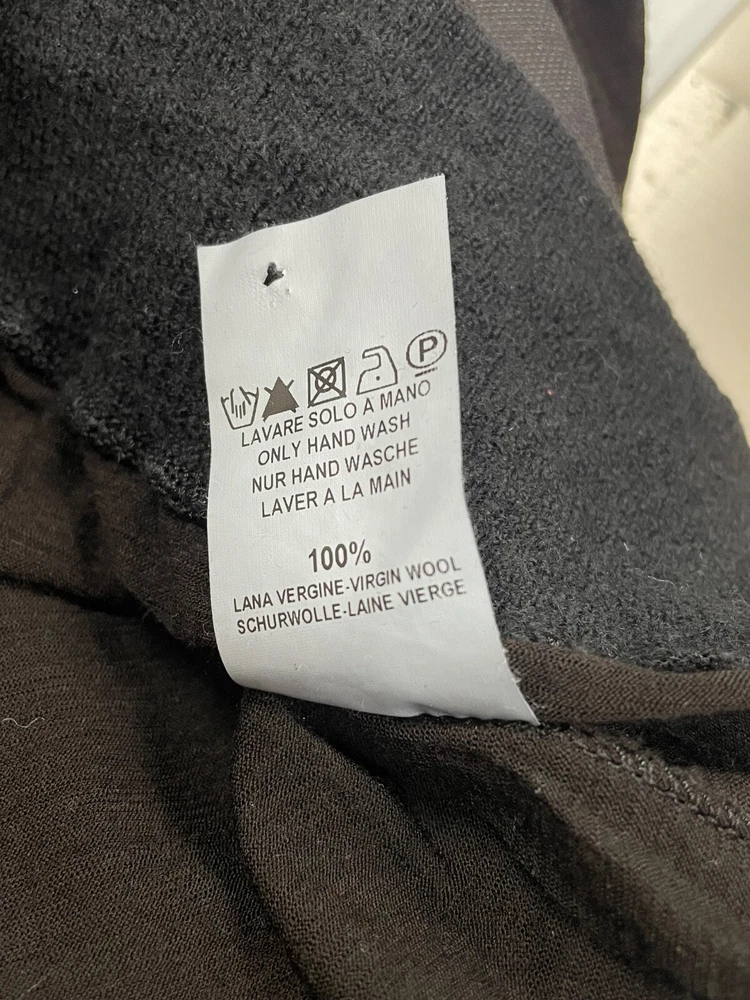 P
LAVARE SOLO A MANO
ONLY HAND WASH
NUR HAND WASCHE
LAVER A LA MAIN
100%
LANA VERGINE-VIRGIN WOOL
SCHURWOLLE-LAINE VIERGE